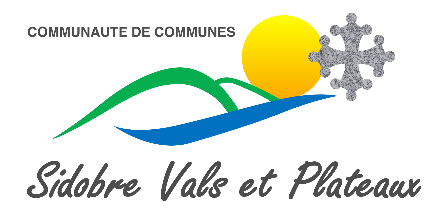 COMMUNAUTE DE COMMUNES
Sidobre Vals et Plateaux